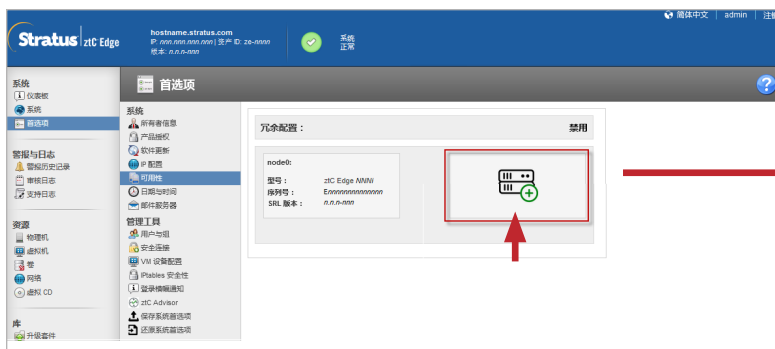 简体中文 | admin | 注
Stratus ztC Edge
hostname.stratus.com
IP: nnn.nnn.nnn.nnn | 资产 ID: ze-nnnn
版本: n.n.n-nnn
系统
正常
系统
仪表板
系统
首选项
警报与日志
警报历史记录
审核日志
支持日志
资源
物理机
虚拟机
卷
网络
虚拟 CD
库
升级套件
首选项
系统
所有者信息
产品授权
软件更新
IP 配置
可用性
日期与时间
邮件服务器
管理工具
用户与组
安全连接
VM 设备配置
IPtables 安全性
登录横幅通知
ztC Advisor
保存系统首选项
还原系统首选项
冗余配置： 禁用
node0:
型号： ztC Edge NNNi
序列号： Ennnnnnnnnnnnn
SRL 版本： n.n.n-nnn